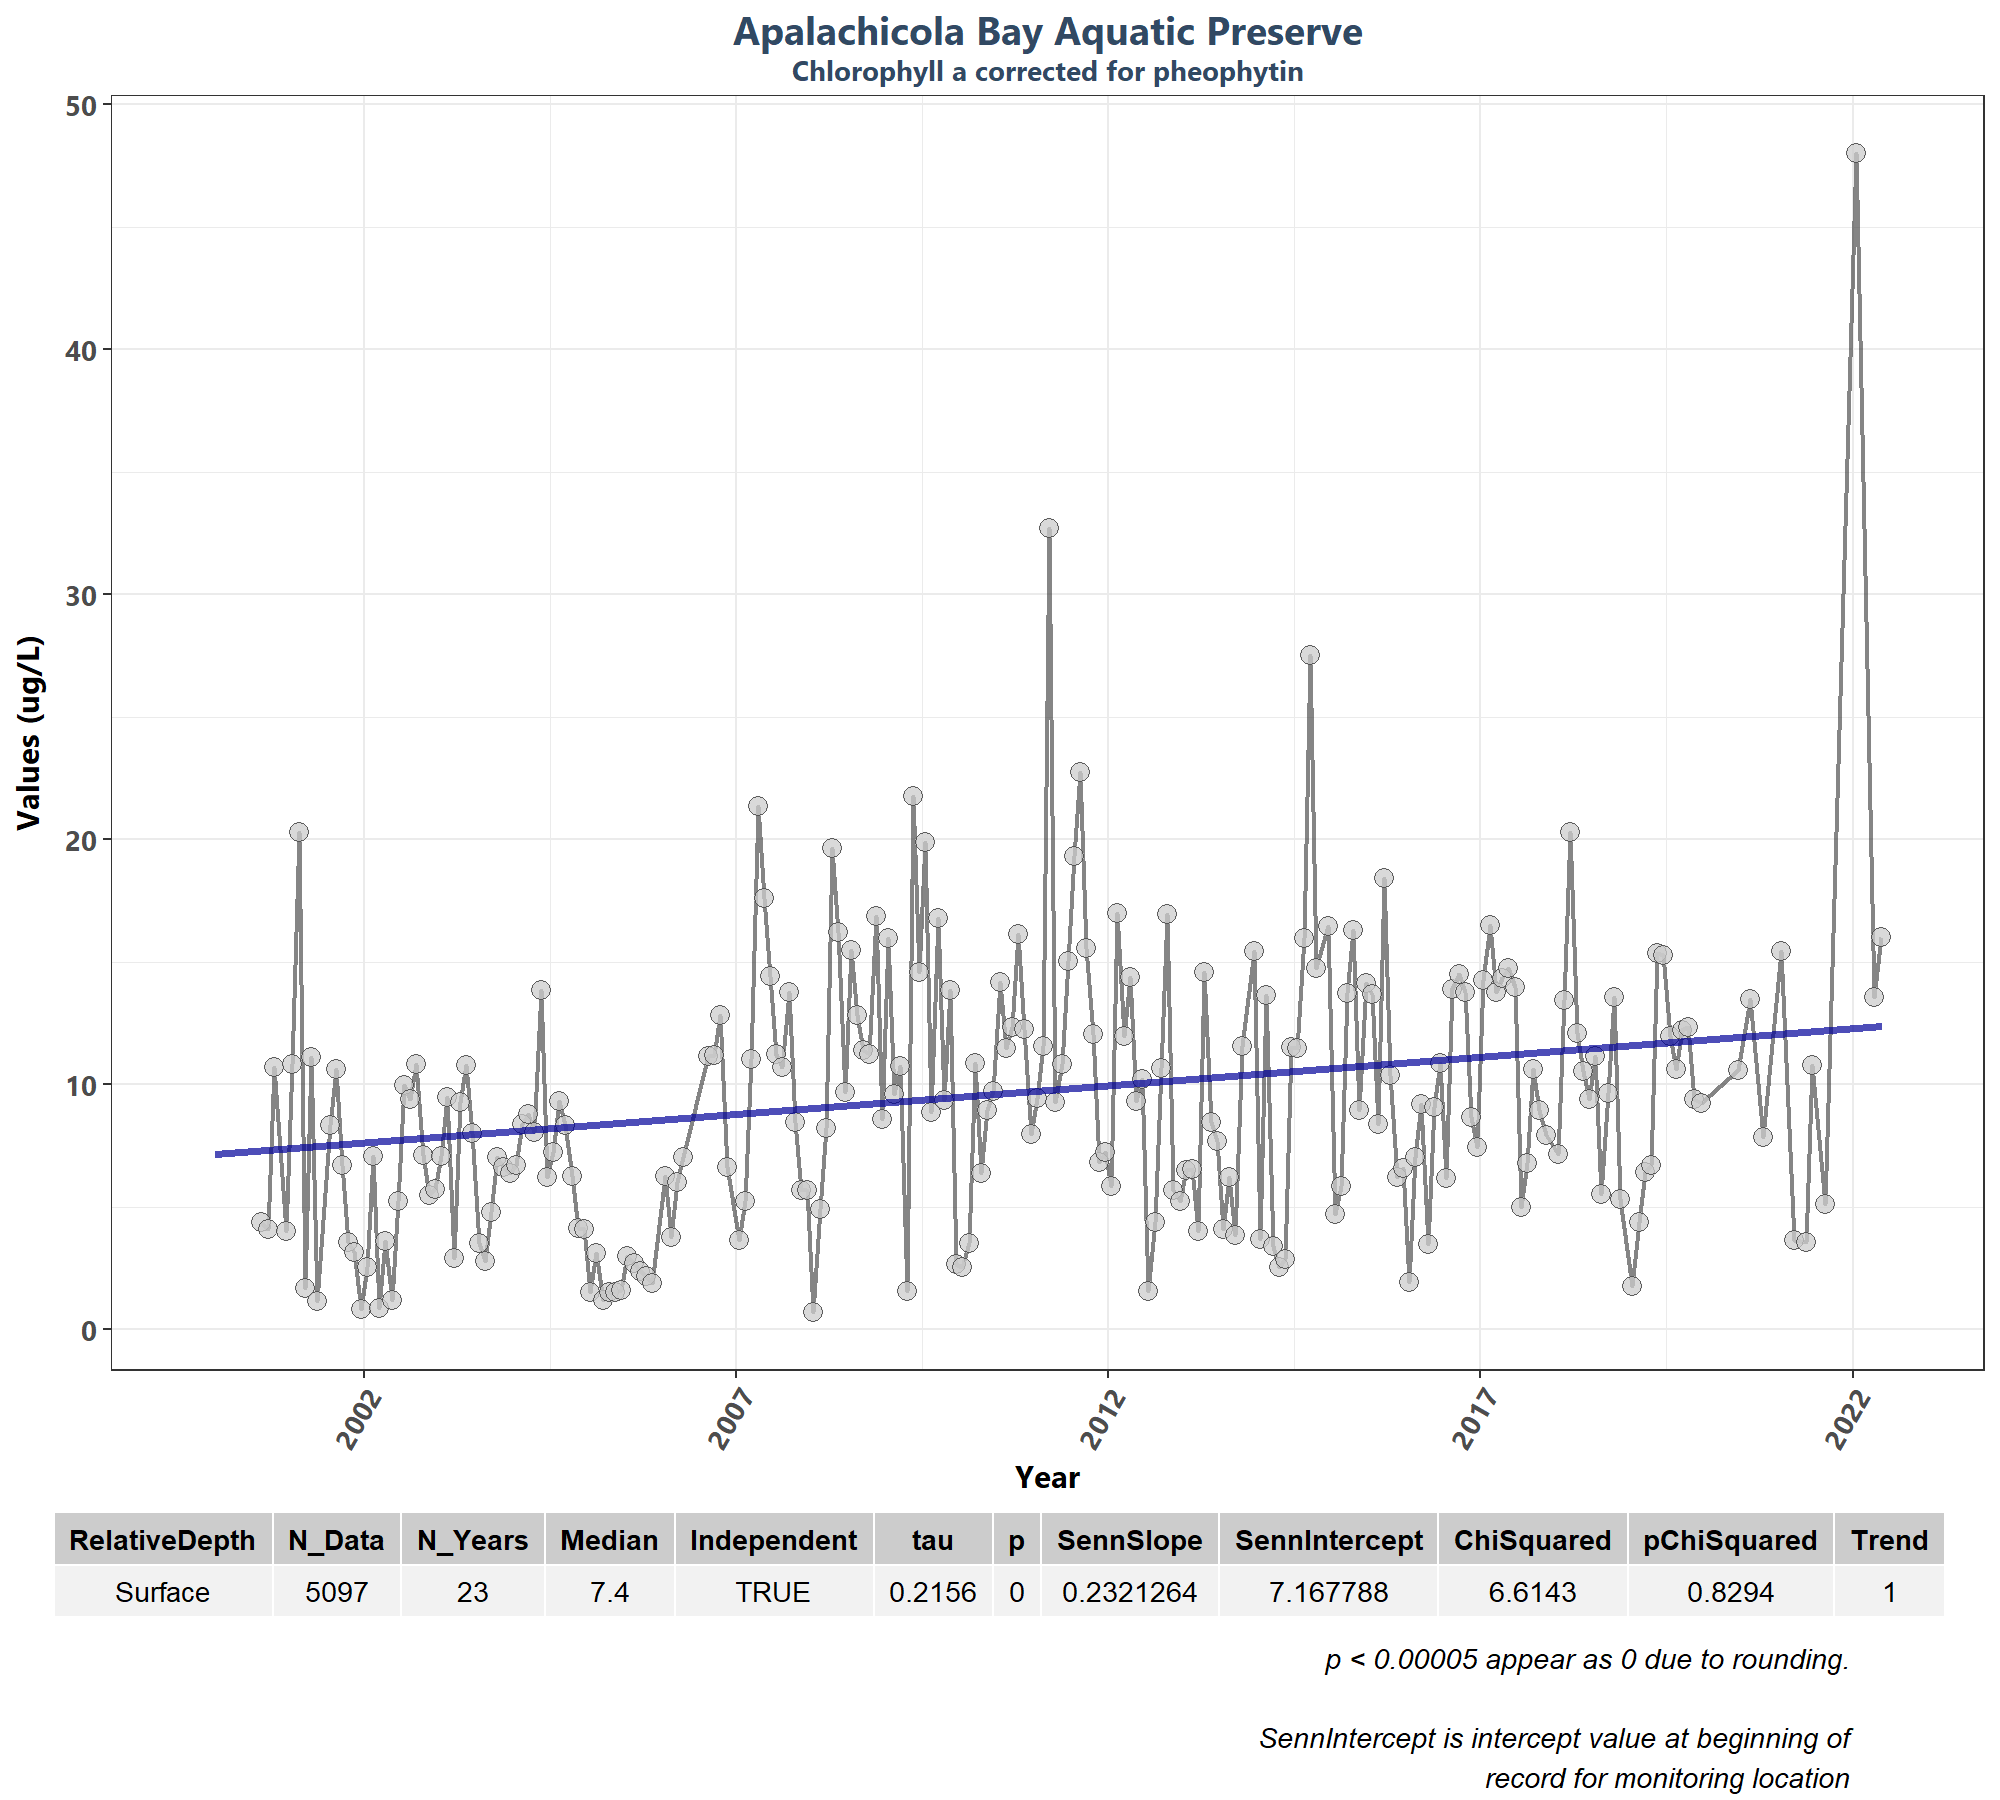 Apalachicola Bay Aquatic Preserve
Chlorophyll a corrected for pheophytin
Values (ug/L)
50
40
30
20
10
0
2002
2007
2012
2017
2022
Year
RelativeDepth N_Data N_Years Median Independent tau p SennSlope SennIntercept ChiSquared pChiSquared Trend
Surface 5097 23 7.4 TRUE 0.2156 0 0.2321264 7.167788 6.6143 0.8294 1
p < 0.00005 appear as 0 due to rounding.
SennIntercept is intercept value at beginning of
record for monitoring location